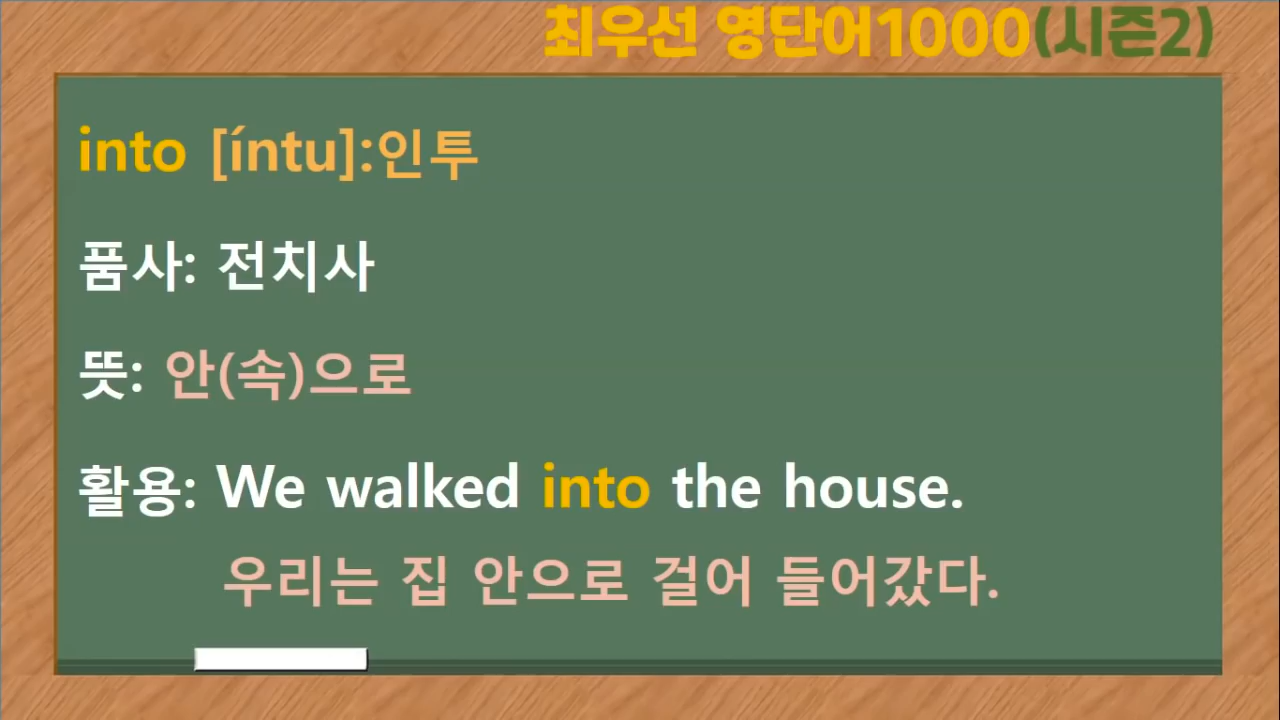 최우선 영단어1000(시즌2)
into [íntu]:인투
품사: 전치사
뜻: 안(속)으로
활용: We walked into the house.
우리는 집 안으로 걸어 들어갔다.